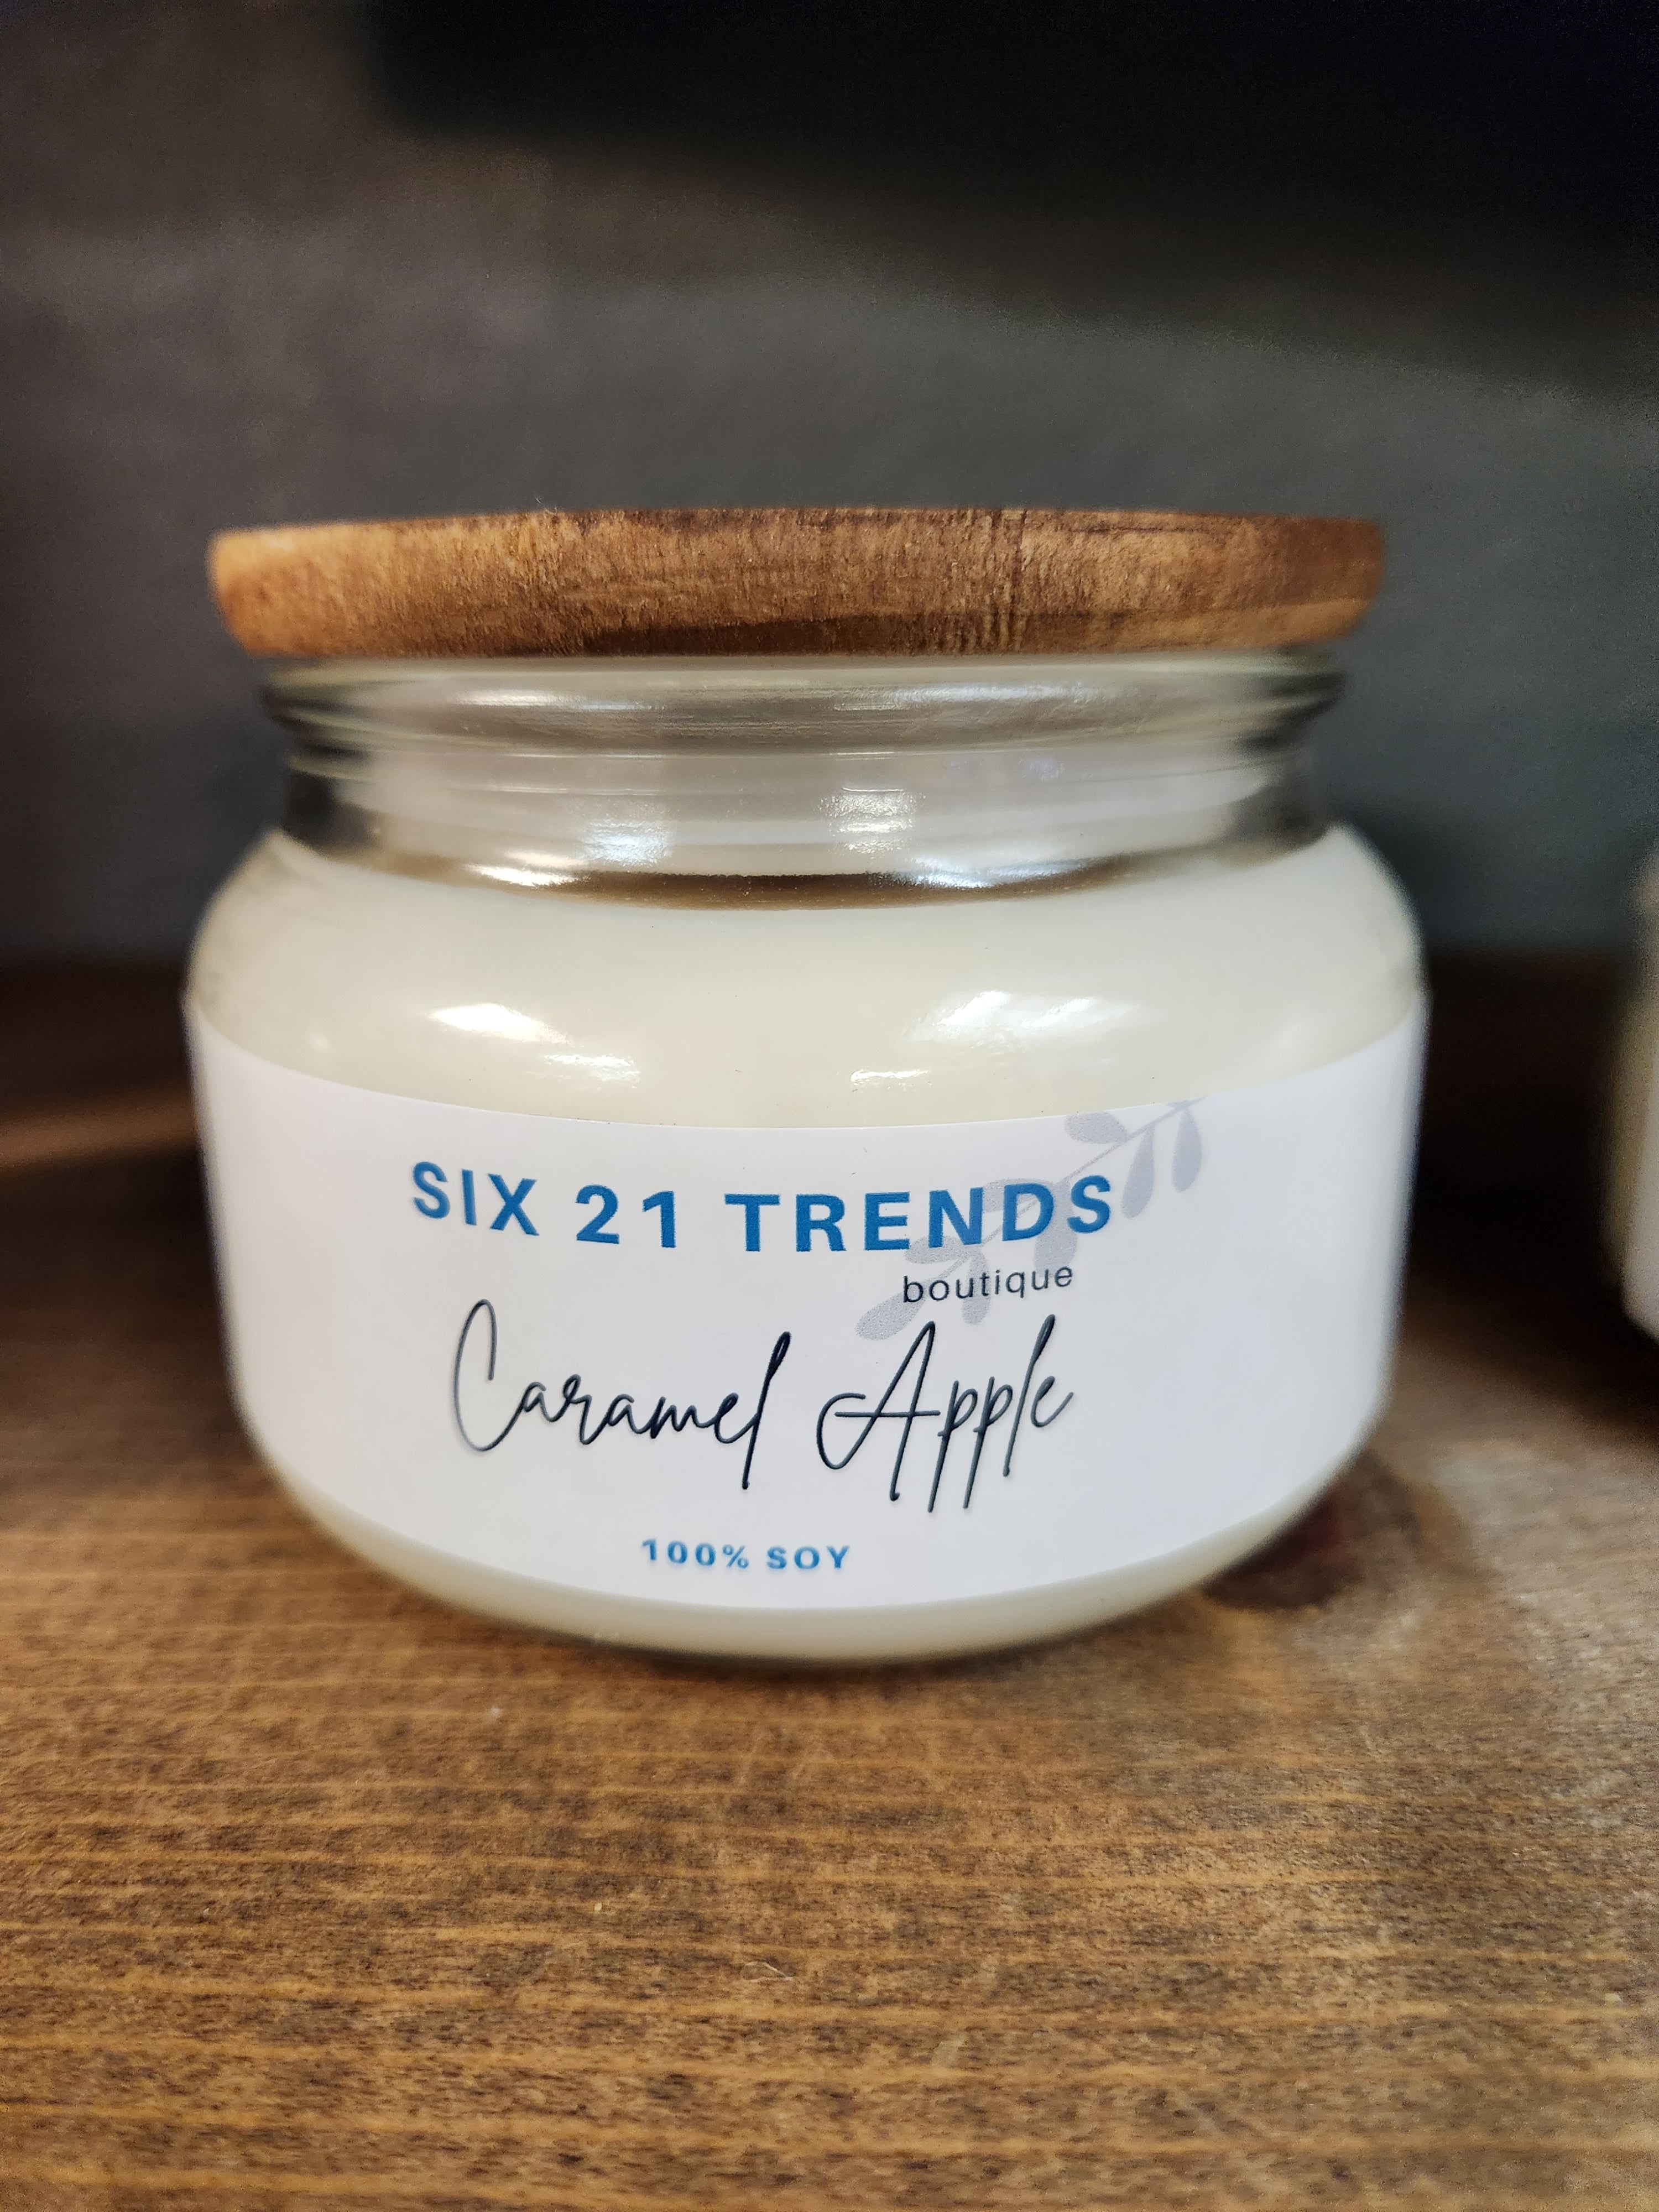 SIX 21 TRENDS
boutique
Caramel Apple
100% SOY